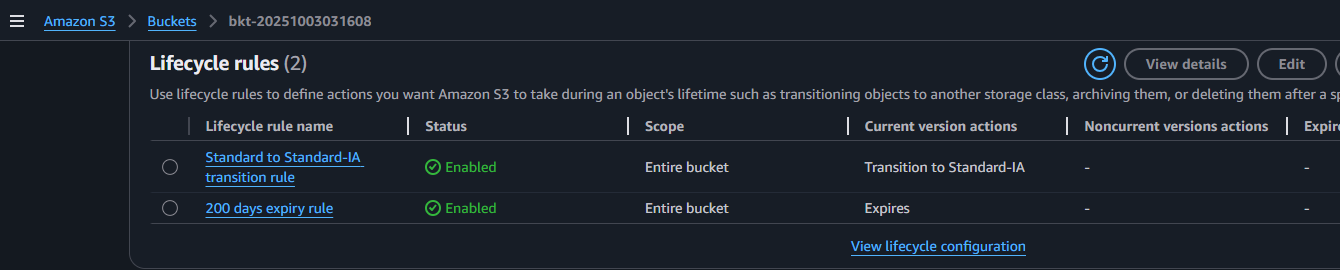 Amazon S3 > Buckets > bkt-20251003031608
Lifecycle rules (2)
View details
Edit
Use lifecycle rules to define actions you want Amazon S3 to take during an object's lifetime such as transitioning objects to another storage class, archiving them, or deleting them after a
Lifecycle rule name Status Scope Current version actions Noncurrent versions actions
Standard to Standard-IA
transition rule
Enabled Entire bucket Transition to Standard-IA - -
200 days expiry rule Enabled Entire bucket Expires - -
View lifecycle configuration